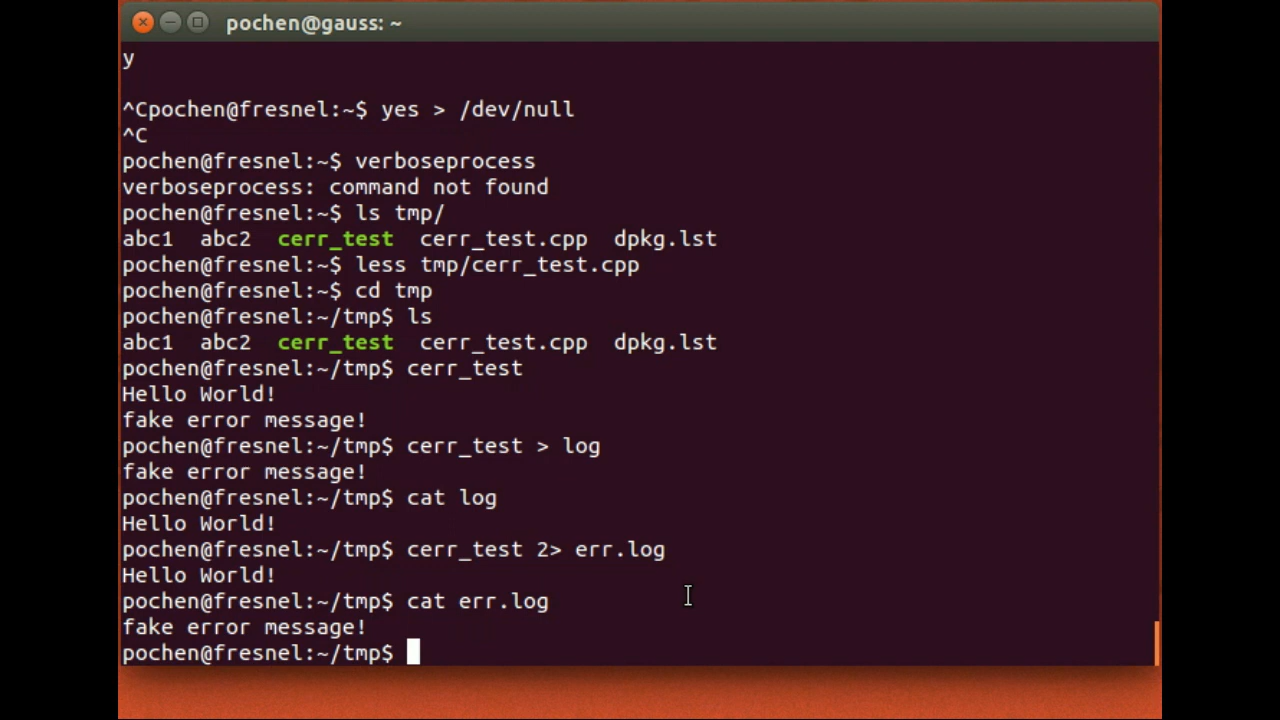 pochen@gauss: ~
y
^Cpochen@fresnel:~$ yes > /dev/null
^C
pochen@fresnel:~$ verboseprocess
verboseprocess: command not found
pochen@fresnel:~$ ls tmp/
abc1  abc2  cerr_test  cerr_test.cpp  dpkg.lst
pochen@fresnel:~$ less tmp/cerr_test.cpp
pochen@fresnel:~$ cd tmp
pochen@fresnel:~/tmp$ ls
abc1  abc2  cerr_test  cerr_test.cpp  dpkg.lst
pochen@fresnel:~/tmp$ cerr_test
Hello World!
fake error message!
pochen@fresnel:~/tmp$ cerr_test > log
fake error message!
pochen@fresnel:~/tmp$ cat log
Hello World!
pochen@fresnel:~/tmp$ cerr_test 2> err.log
Hello World!
pochen@fresnel:~/tmp$ cat err.log
fake error message!
pochen@fresnel:~/tmp$